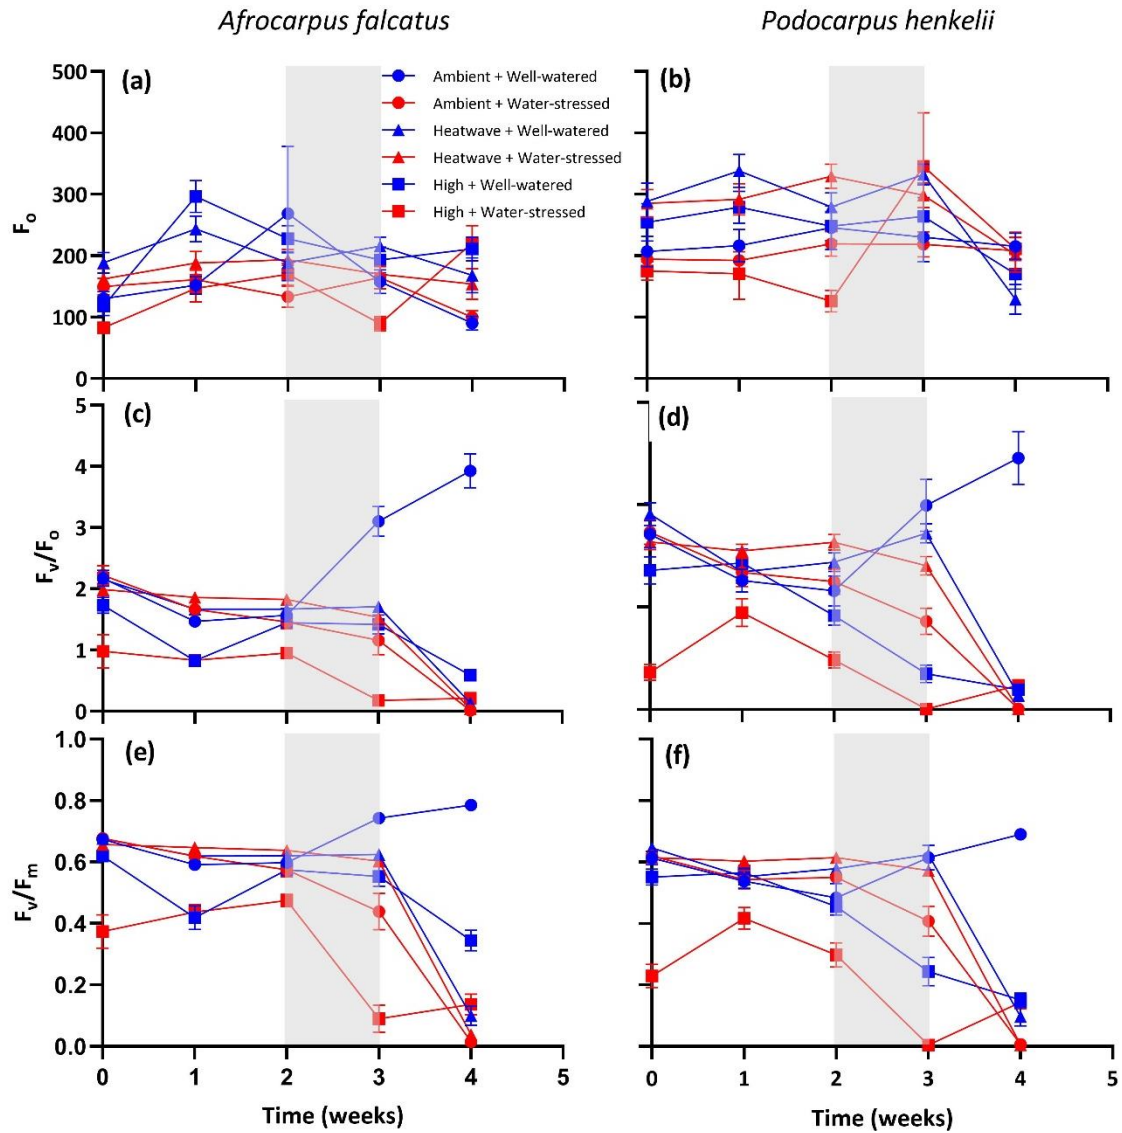 Afrocarpus falcatus
Podocarpus henkelii
(a)
(b)
500
400
300
200
100
0
Fo
Ambient + Well-watered
Ambient + Water-stressed
Heatwave + Well-watered
Heatwave + Water-stressed
High + Well-watered
High + Water-stressed
(c)
(d)
5
4
3
2
1
0
Fv/Fo
(e)
(f)
1.0
0.8
0.6
0.4
0.2
0.0
Fv/Fm
0 1 2 3 4 5
0 1 2 3 4 5
Time (weeks)
Time (weeks)